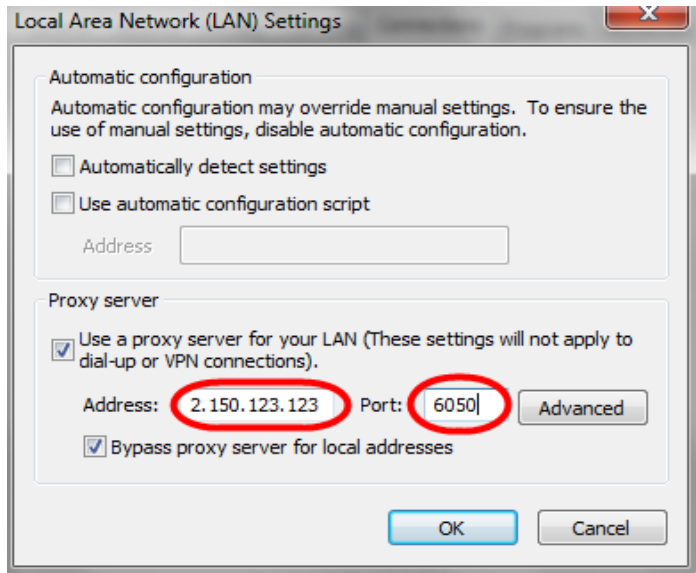 Local Area Network (LAN) Settings
Automatic configuration
Automatic configuration may override manual settings. To ensure the
use of manual settings, disable automatic configuration.
Automatically detect settings
Use automatic configuration script
Address
Proxy server
Use a proxy server for your LAN (These settings will not apply to
dial-up or VPN connections).
Address: 2.150.123.123 Port: 6050 Advanced
Bypass proxy server for local addresses
OK Cancel